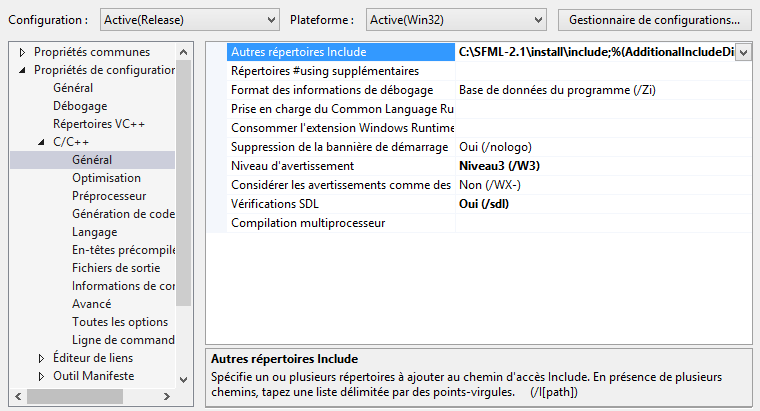 Configuration : Active(Release) Plateforme : Active(Win32) Gestionnaire de configurations...
Propriétés communes
Propriétés de configuration
Général
Débogage
Répertoires VC++
C/C++
Général
Optimisation
Préprocesseur
Génération de code
Langage
En-têtes précompilé
Fichiers de sortie
Informations de cor
Avancé
Toutes les options
Ligne de command
Éditeur de liens
Outil Manifeste
Autres répertoires Include C:\SFML-2.1\install\include;%(AdditionalIncludeDi
Répertoires #using supplémentaires
Format des informations de débogage Base de données du programme (/Zi)
Prise en charge du Common Language Ru
Consommer l'extension Windows Runtime
Suppression de la bannière de démarrage Oui (/nologo)
Niveau d'avertissement Niveau3 (/W3)
Considérer les avertissements comme des Non (/WX-)
Vérifications SDL Oui (/sdl)
Compilation multiprocesseur
Autres répertoires Include
Spécifie un ou plusieurs répertoires à ajouter au chemin d'accès Include. En présence de plusieurs
chemins, tapez une liste délimitée par des points-virgules. (/I[path])